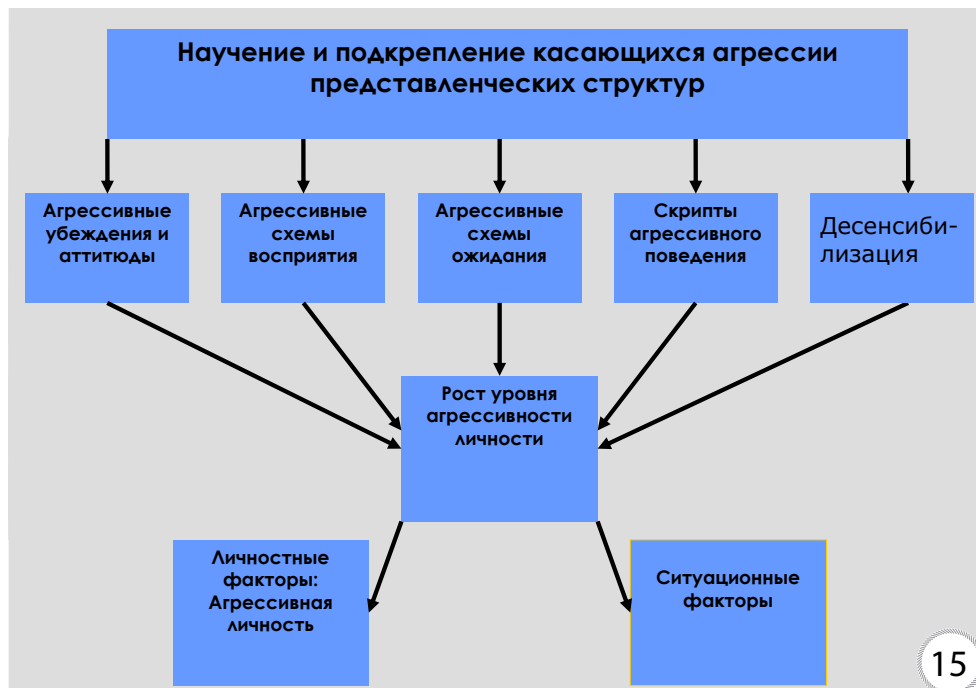 Научение и подкрепление касающихся агрессии
представленческих структур
Агрессивные
убеждения и
аттитюды
Агрессивные
схемы
восприятия
Агрессивные
схемы
ожидания
Скрипты
агрессивного
поведения
Десенсиби-
лизация
Рост уровня
агрессивности
личности
Личностные
факторы:
Агрессивная
личность
Ситуационные
факторы
15